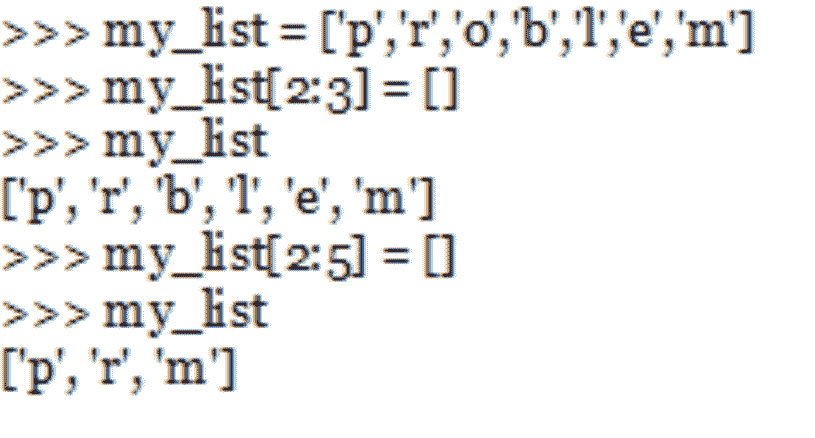 >>> my_list = ['p','r','o','b','l','e','m']
>>> my_list[2:3] = []
>>> my_list
['p', 'r', 'b', 'l', 'e', 'm']
>>> my_list[2:5] = []
>>> my_list
['p', 'r', 'm']